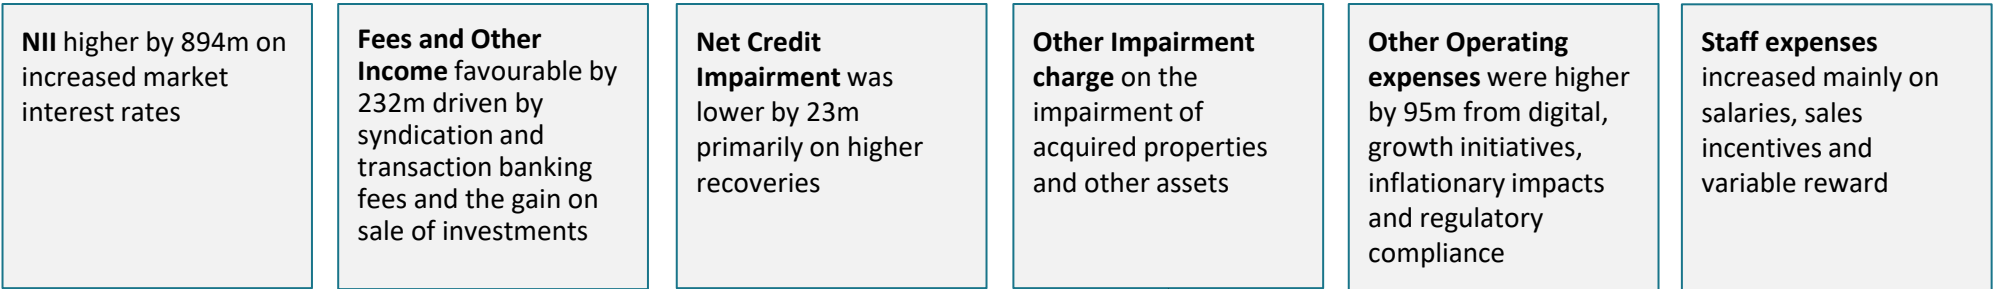 NII higher by 894m on
increased market
interest rates
Fees and Other
Income favourable by
232m driven by
syndication and
transaction banking
fees and the gain on
sale of investments
Net Credit
Impairment was
lower by 23m
primarily on higher
recoveries
Other Impairment
charge on the
impairment of
acquired properties
and other assets
Other Operating
expenses were higher
by 95m from digital,
growth initiatives,
inflationary impacts
and regulatory
compliance
Staff expenses
increased mainly on
salaries, sales
incentives and
variable reward